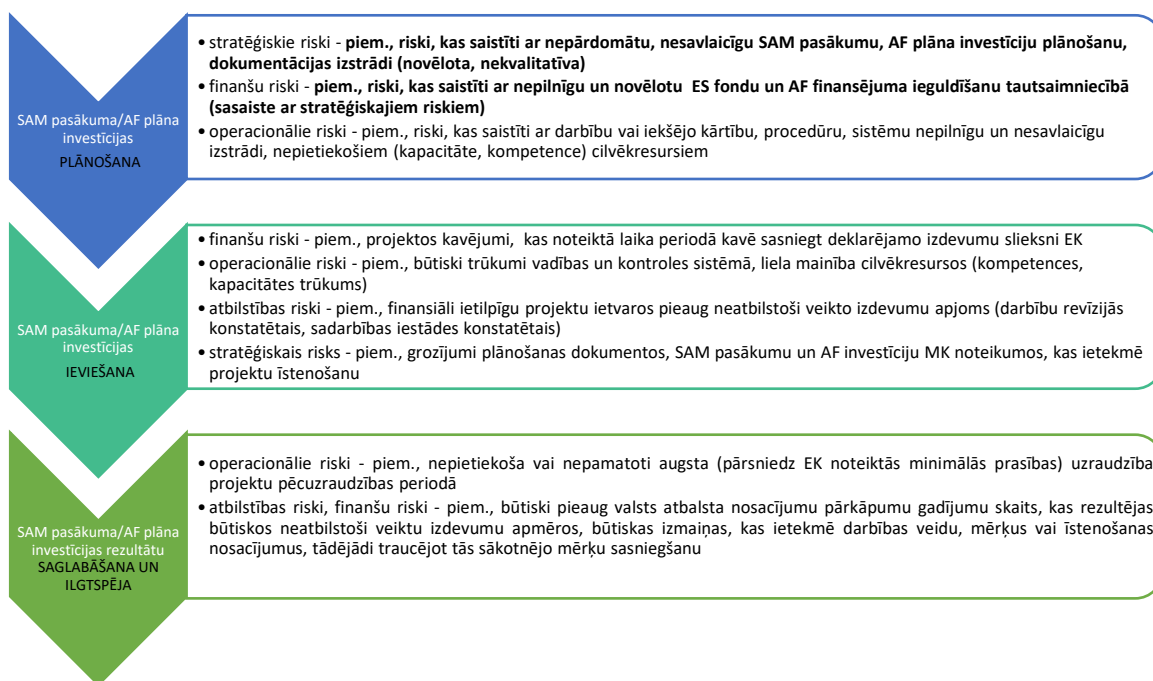 SAM pasākuma/AF plāna
investīcijas
PLĀNOŠANA
• stratēģiskie riski - piem., riski, kas saistīti ar nepārdomātu, nesavlaicīgu SAM pasākumu, AF plāna investīciju plānošanu,
dokumentācijas izstrādi (novēlota, nekvalitatīva)
• finanšu riski - piem., riski, kas saistīti ar nepilnīgu un novēlotu ES fondu un AF finansējuma ieguldīšanu tautsaimniecībā
(sasaiste ar stratēģiskajiem riskiem)
• operacionālie riski - piem., riski, kas saistīti ar darbību vai iekšējo kārtību, procedūru, sistēmu nepilnīgu un nesavlaicīgu
izstrādi, nepietiekošiem (kapacitāte, kompetence) cilvēkresursiem
SAM pasākuma/AF plāna
investīcijas
IEVIEŠANA
• finanšu riski - piem., projektos kavējumi, kas noteiktā laika periodā kavē sasniegt deklarējamo izdevumu slieksni EK
• operacionālie riski - piem., būtiski trūkumi vadības un kontroles sistēmā, liela mainība cilvēkresursos (kompetences,
kapacitātes trūkums)
• atbilstības riski - piem., finansiāli ietilpīgu projektu ietvaros pieaug neatbilstoši veikto izdevumu apjoms (darbību revīzijās
konstatētais, sadarbības iestādes konstatētais)
• stratēģiskais risks - piem., grozījumi plānošanas dokumentos, SAM pasākumu un AF investīciju MK noteikumos, kas ietekmē
projektu īstenošanu
SAM pasākuma/AF plāna
investīcijas rezultātu
SAGLABĀŠANA UN
ILGTSPĒJA
• operacionālie riski - piem., nepietiekoša vai nepamatoti augsta (pārsniedz EK noteiktās minimālās prasības) uzraudzība
projektu pēcuzraudzības periodā
• atbilstības riski, finanšu riski - piem., būtiski pieaug valsts atbalsta nosacījumu pārkāpumu gadījumu skaits, kas rezultējas
būtiskos neatbilstoši veiktu izdevumu apmēros, būtiskas izmaiņas, kas ietekmē darbības veidu, mērķus vai īstenošanas
nosacījumus, tādējādi traucējot tās sākotnējo mērķu sasniegšanu